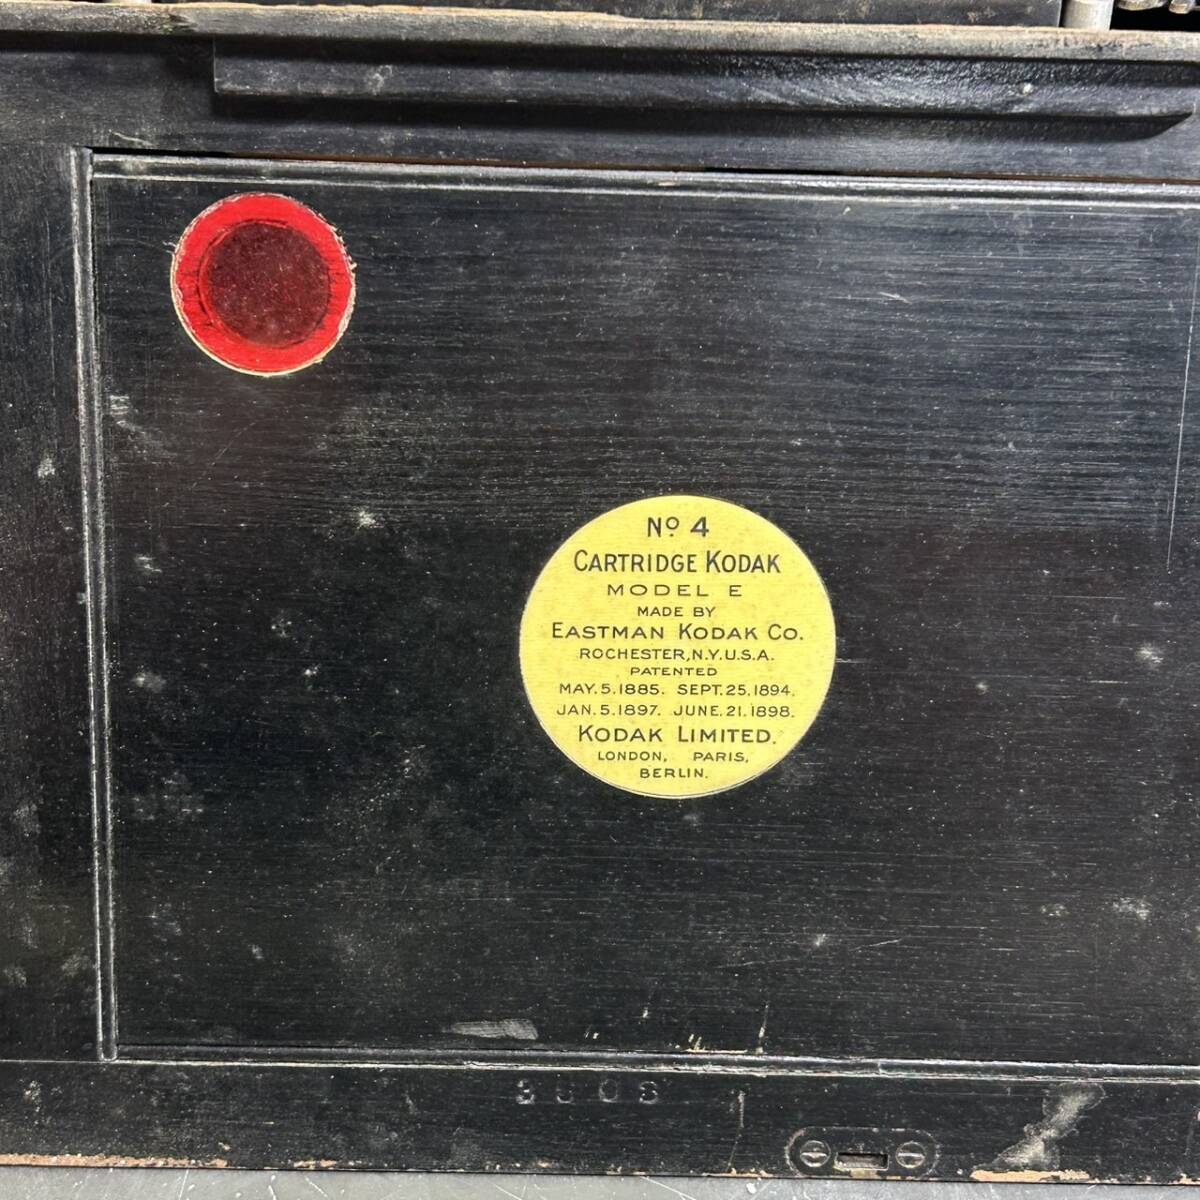 Nº 4
CARTRIDGE KODAK
MODEL E
MADE BY
EASTMAN KODAK CO.
ROCHESTER, N.Y. U.S.A.
PATENTED
MAY. 5. 1885. SEPT. 25. 1894.
JAN. 5. 1897. JUNE. 21. 1898.
KODAK LIMITED.
LONDON, PARIS,
BERLIN.